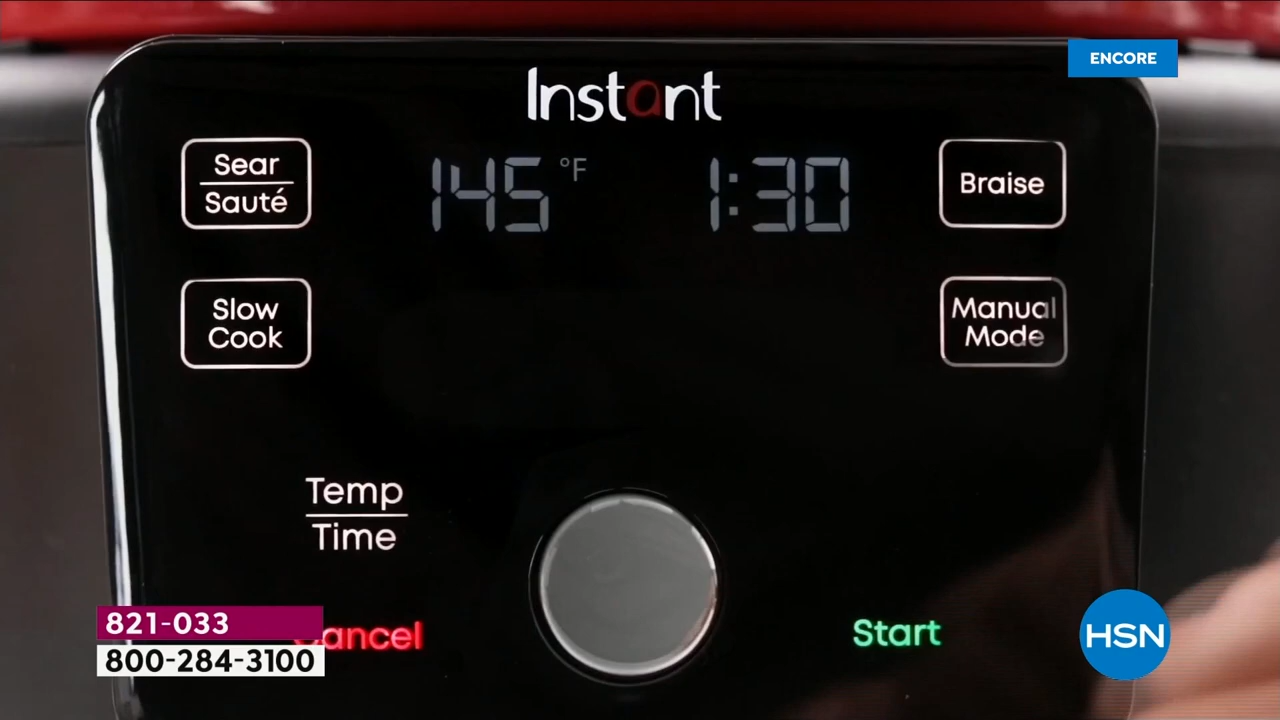 ENCORE
Instant
Sear
Sauté
145 °F
1:30
Braise
Slow
Cook
Manual
Mode
Temp
Time
Cancel
Start
821-033
800-284-3100
HSN